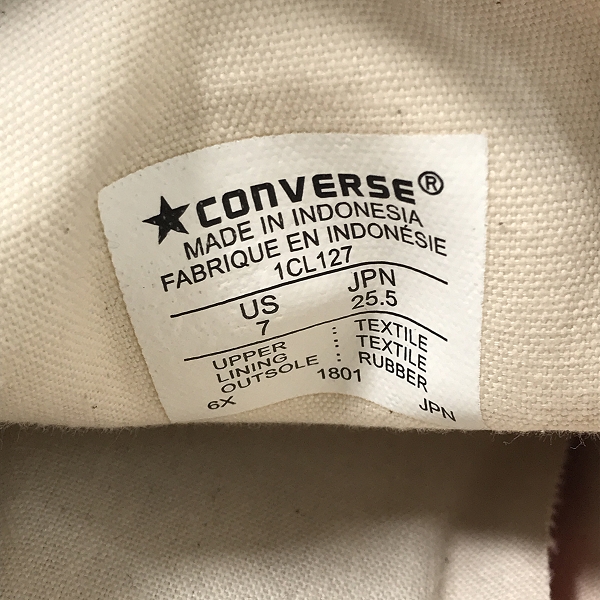 ★CONVERSE®
MADE IN INDONESIA
FABRIQUE EN INDONÉSIE
1CL127
US JPN
7 25.5
UPPER : TEXTILE
LINING : TEXTILE
OUTSOLE : RUBBER
6X 1801 JPN